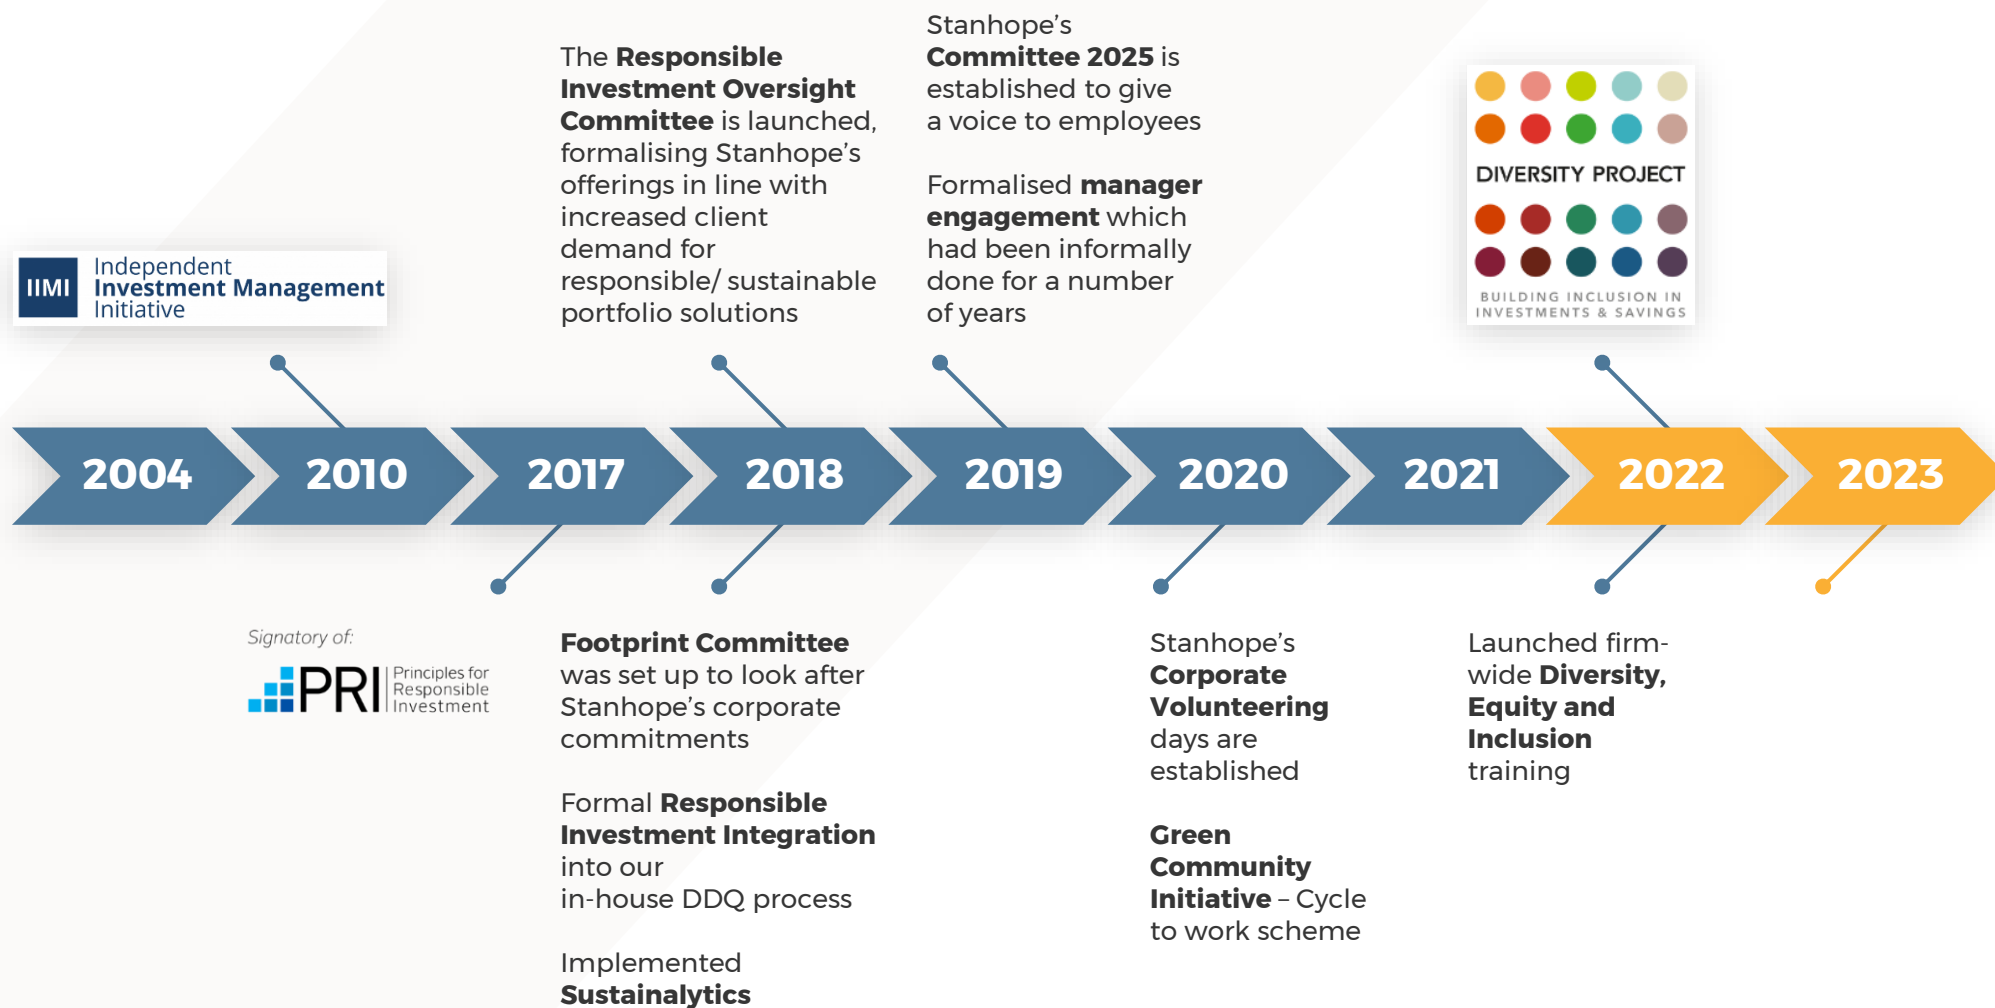 The Responsible
Investment Oversight
Committee is launched,
formalising Stanhope’s
offerings in line with
increased client
demand for
responsible/ sustainable
portfolio solutions
Stanhope’s
Committee 2025 is
established to give
a voice to employees
Formalised manager
engagement which
had been informally
done for a number
of years
DIVERSITY PROJECT
BUILDING INCLUSION IN
INVESTMENTS & SAVINGS
IIMI
Independent
Investment Management
Initiative
2004
2010
2017
2018
2019
2020
2021
2022
2023
Signatory of:
PRI
Principles for
Responsible
Investment
Footprint Committee
was set up to look after
Stanhope’s corporate
commitments
Formal Responsible
Investment Integration
into our
in-house DDQ process
Implemented
Sustainalytics
Stanhope’s
Corporate
Volunteering
days are
established
Green
Community
Initiative – Cycle
to work scheme
Launched firm-
wide Diversity,
Equity and
Inclusion
training